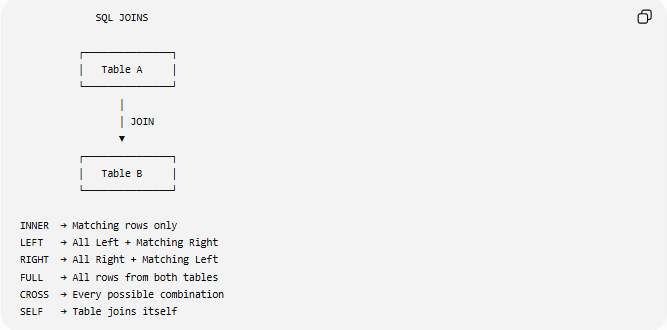 SQL JOINS
Table A
JOIN
Table B
INNER → Matching rows only
LEFT → All Left + Matching Right
RIGHT → All Right + Matching Left
FULL → All rows from both tables
CROSS → Every possible combination
SELF → Table joins itself